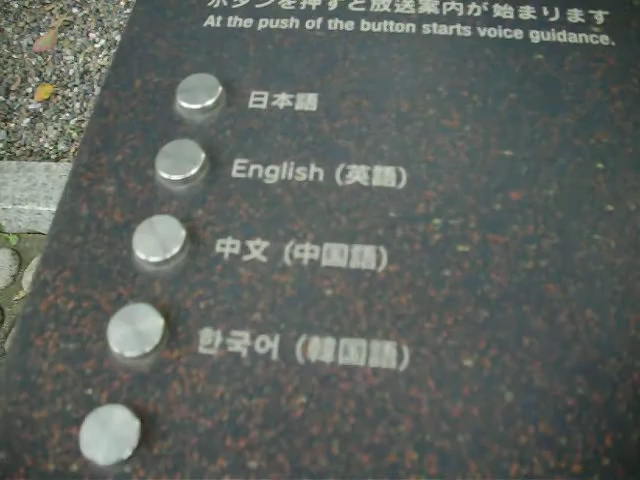 ボタンを押すと放送案内が始まります
At the push of the button starts voice guidance.
日本語
English (英語)
中文 (中国語)
한국어 (韓国語)